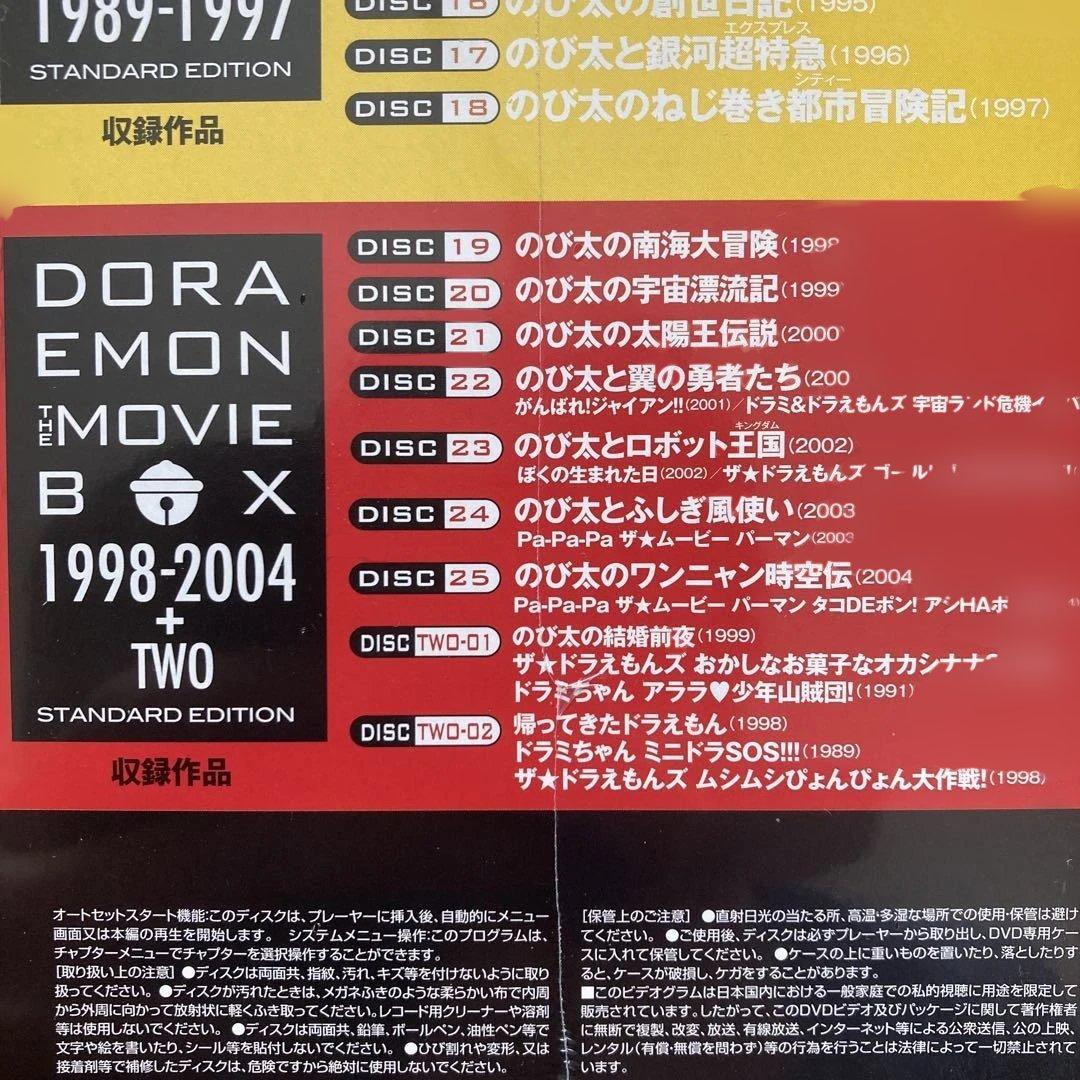 1989-1997
STANDARD EDITION
収録作品
DISC 16 のび太の創世日記(1995)
エクスプレス
DISC 17 のび太と銀河超特急(1996)
シティー
DISC 18 のび太のねじ巻き都市冒険記(1997)
DORA
EMON
THE MOVIE
BOX
1998-2004
+
TWO
STANDARD EDITION
収録作品
DISC 19 のび太の南海大冒険(199
DISC 20 のび太の宇宙漂流記(1999
DISC 21 のび太の太陽王伝説(2000
DISC 22 のび太と翼の勇者たち(200
がんばれ!ジャイアン!!(2001)/ドラミ&ドラえもんズ 宇宙ランド危機
キングダム
DISC 23 のび太とロボット王国(2002)
ぼくの生まれた日(2002)/ザ★ドラえもんズ ゴール
DISC 24 のび太とふしぎ風使い(2003
Pa-Pa-Pa ザ★ムービー パーマン(2003
DISC 25 のび太のワンニャン時空伝(2004
Pa-Pa-Pa ザ★ムービー パーマン タコDEポン! アシHAポ
DISC TWO-01 のび太の結婚前夜(1999)
ザ★ドラえもんズ おかしなお菓子なオカシナナ
ドラミちゃん アララ♥少年山賊団!(1991)
DISC TWO-02 帰ってきたドラえもん(1998)
ドラミちゃん ミニドラSOS!!!(1989)
ザ★ドラえもんズ ムシムシぴょんぴょん大作戦!(1998)
オートセットスタート機能:このディスクは、プレーヤーに挿入後、自動的にメニュー
画面又は本編の再生を開始します。 システムメニュー操作:このプログラムは、
チャプターメニューでチャプターを選択操作することができます。
[取り扱い上の注意] ●ディスクは両面共、指紋、汚れ、キズ等を付けないように取り
扱ってください。 ●ディスクが汚れたときは、メガネふきのような柔らかい布で内周
から外周に向かって放射状に軽くふき取ってください。レコード用クリーナーや溶剤
等は使用しないでください。 ●ディスクは両面共、鉛筆、ボールペン、油性ペン等で
文字や絵を書いたり、シール等を貼付しないでください。 ●ひび割れや変形、又は
接着剤等で補修したディスクは、危険ですから絶対に使用しないでください。
[保管上のご注意] ●直射日光の当たる所、高温・多湿な場所での使用・保管は避け
てください。 ●ご使用後、ディスクは必ずプレーヤーから取り出し、DVD専用ケー
スに入れて保管してください。 ●ケースの上に重いものを置いたり、落としたりす
ると、ケースが破損し、ケガをすることがあります。
■このビデオグラムは日本国内における一般家庭での私的視聴に用途を限定して
販売されています。したがって、このDVDビデオ及びパッケージに関して著作権者
に無断で複製、改変、放送、有線放送、インターネット等による公衆送信、公の上映、
レンタル(有償・無償を問わず)等の行為を行うことは法律によって一切禁止されて
います。